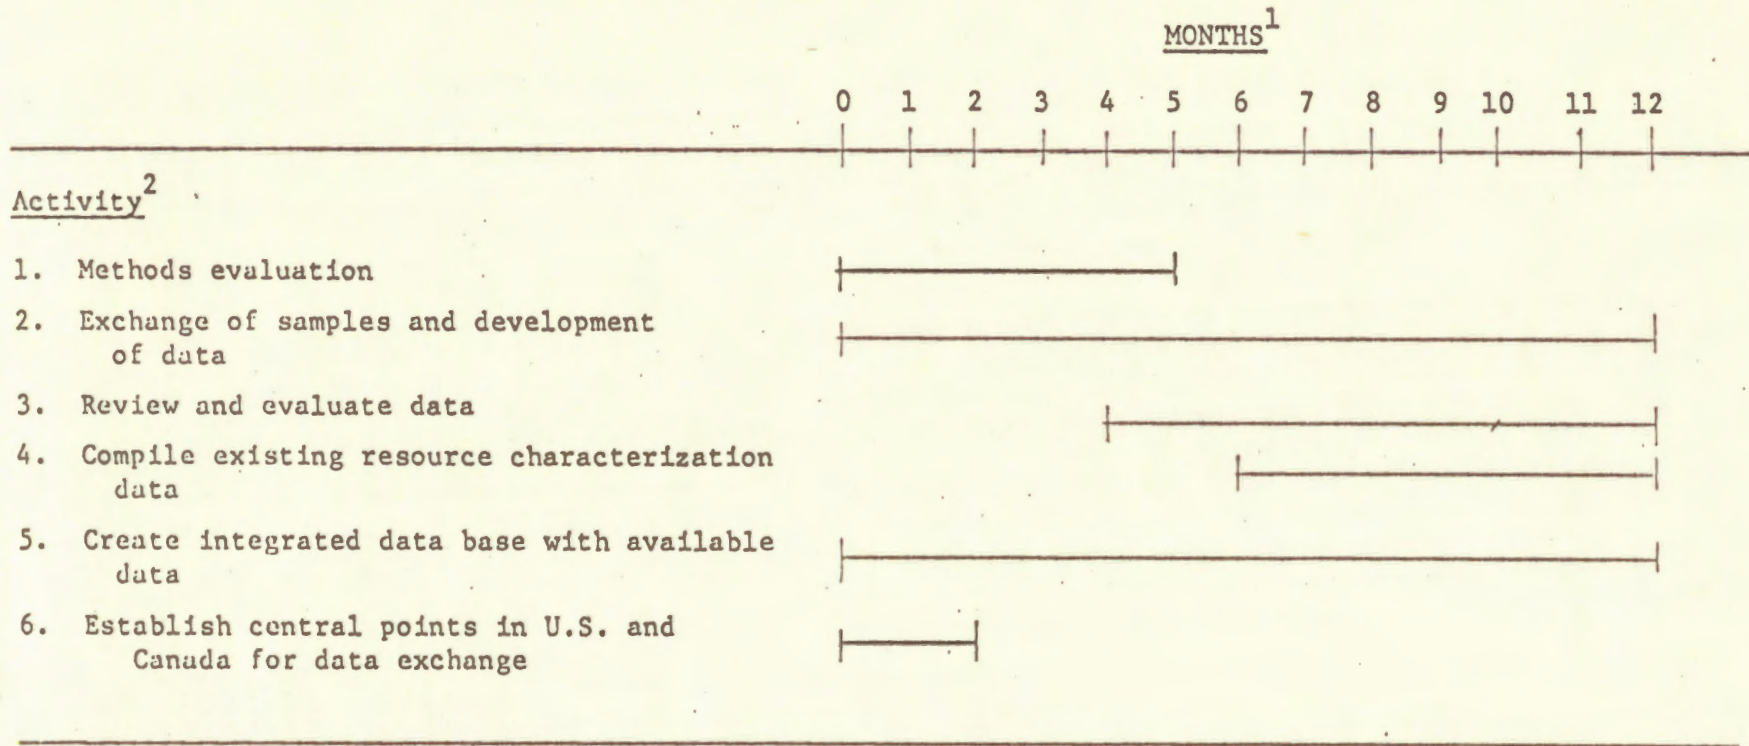 MONTHS1
0 1 2 3 4 5 6 7 8 9 10 11 12
Activity2
1. Methods evaluation
2. Exchange of samples and development
of data
3. Review and evaluate data
4. Compile existing resource characterization
data
5. Create integrated data base with available
data
6. Establish central points in U.S. and
Canada for data exchange